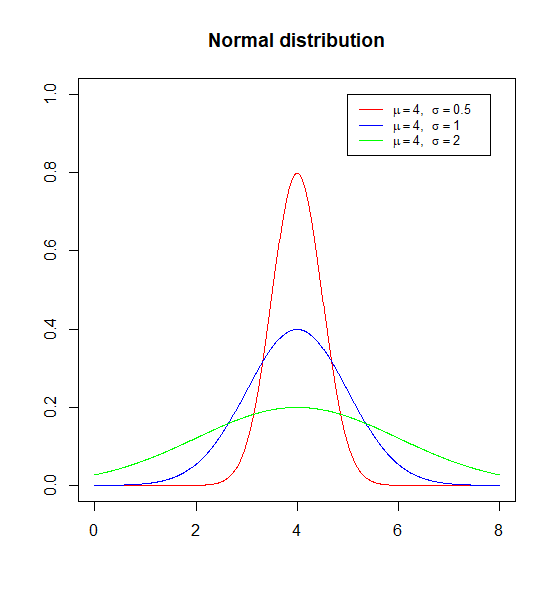 Normal distribution
1.0
0.8
0.6
0.4
0.2
0.0
μ = 4, σ = 0.5
μ = 4, σ = 1
μ = 4, σ = 2
0 2 4 6 8